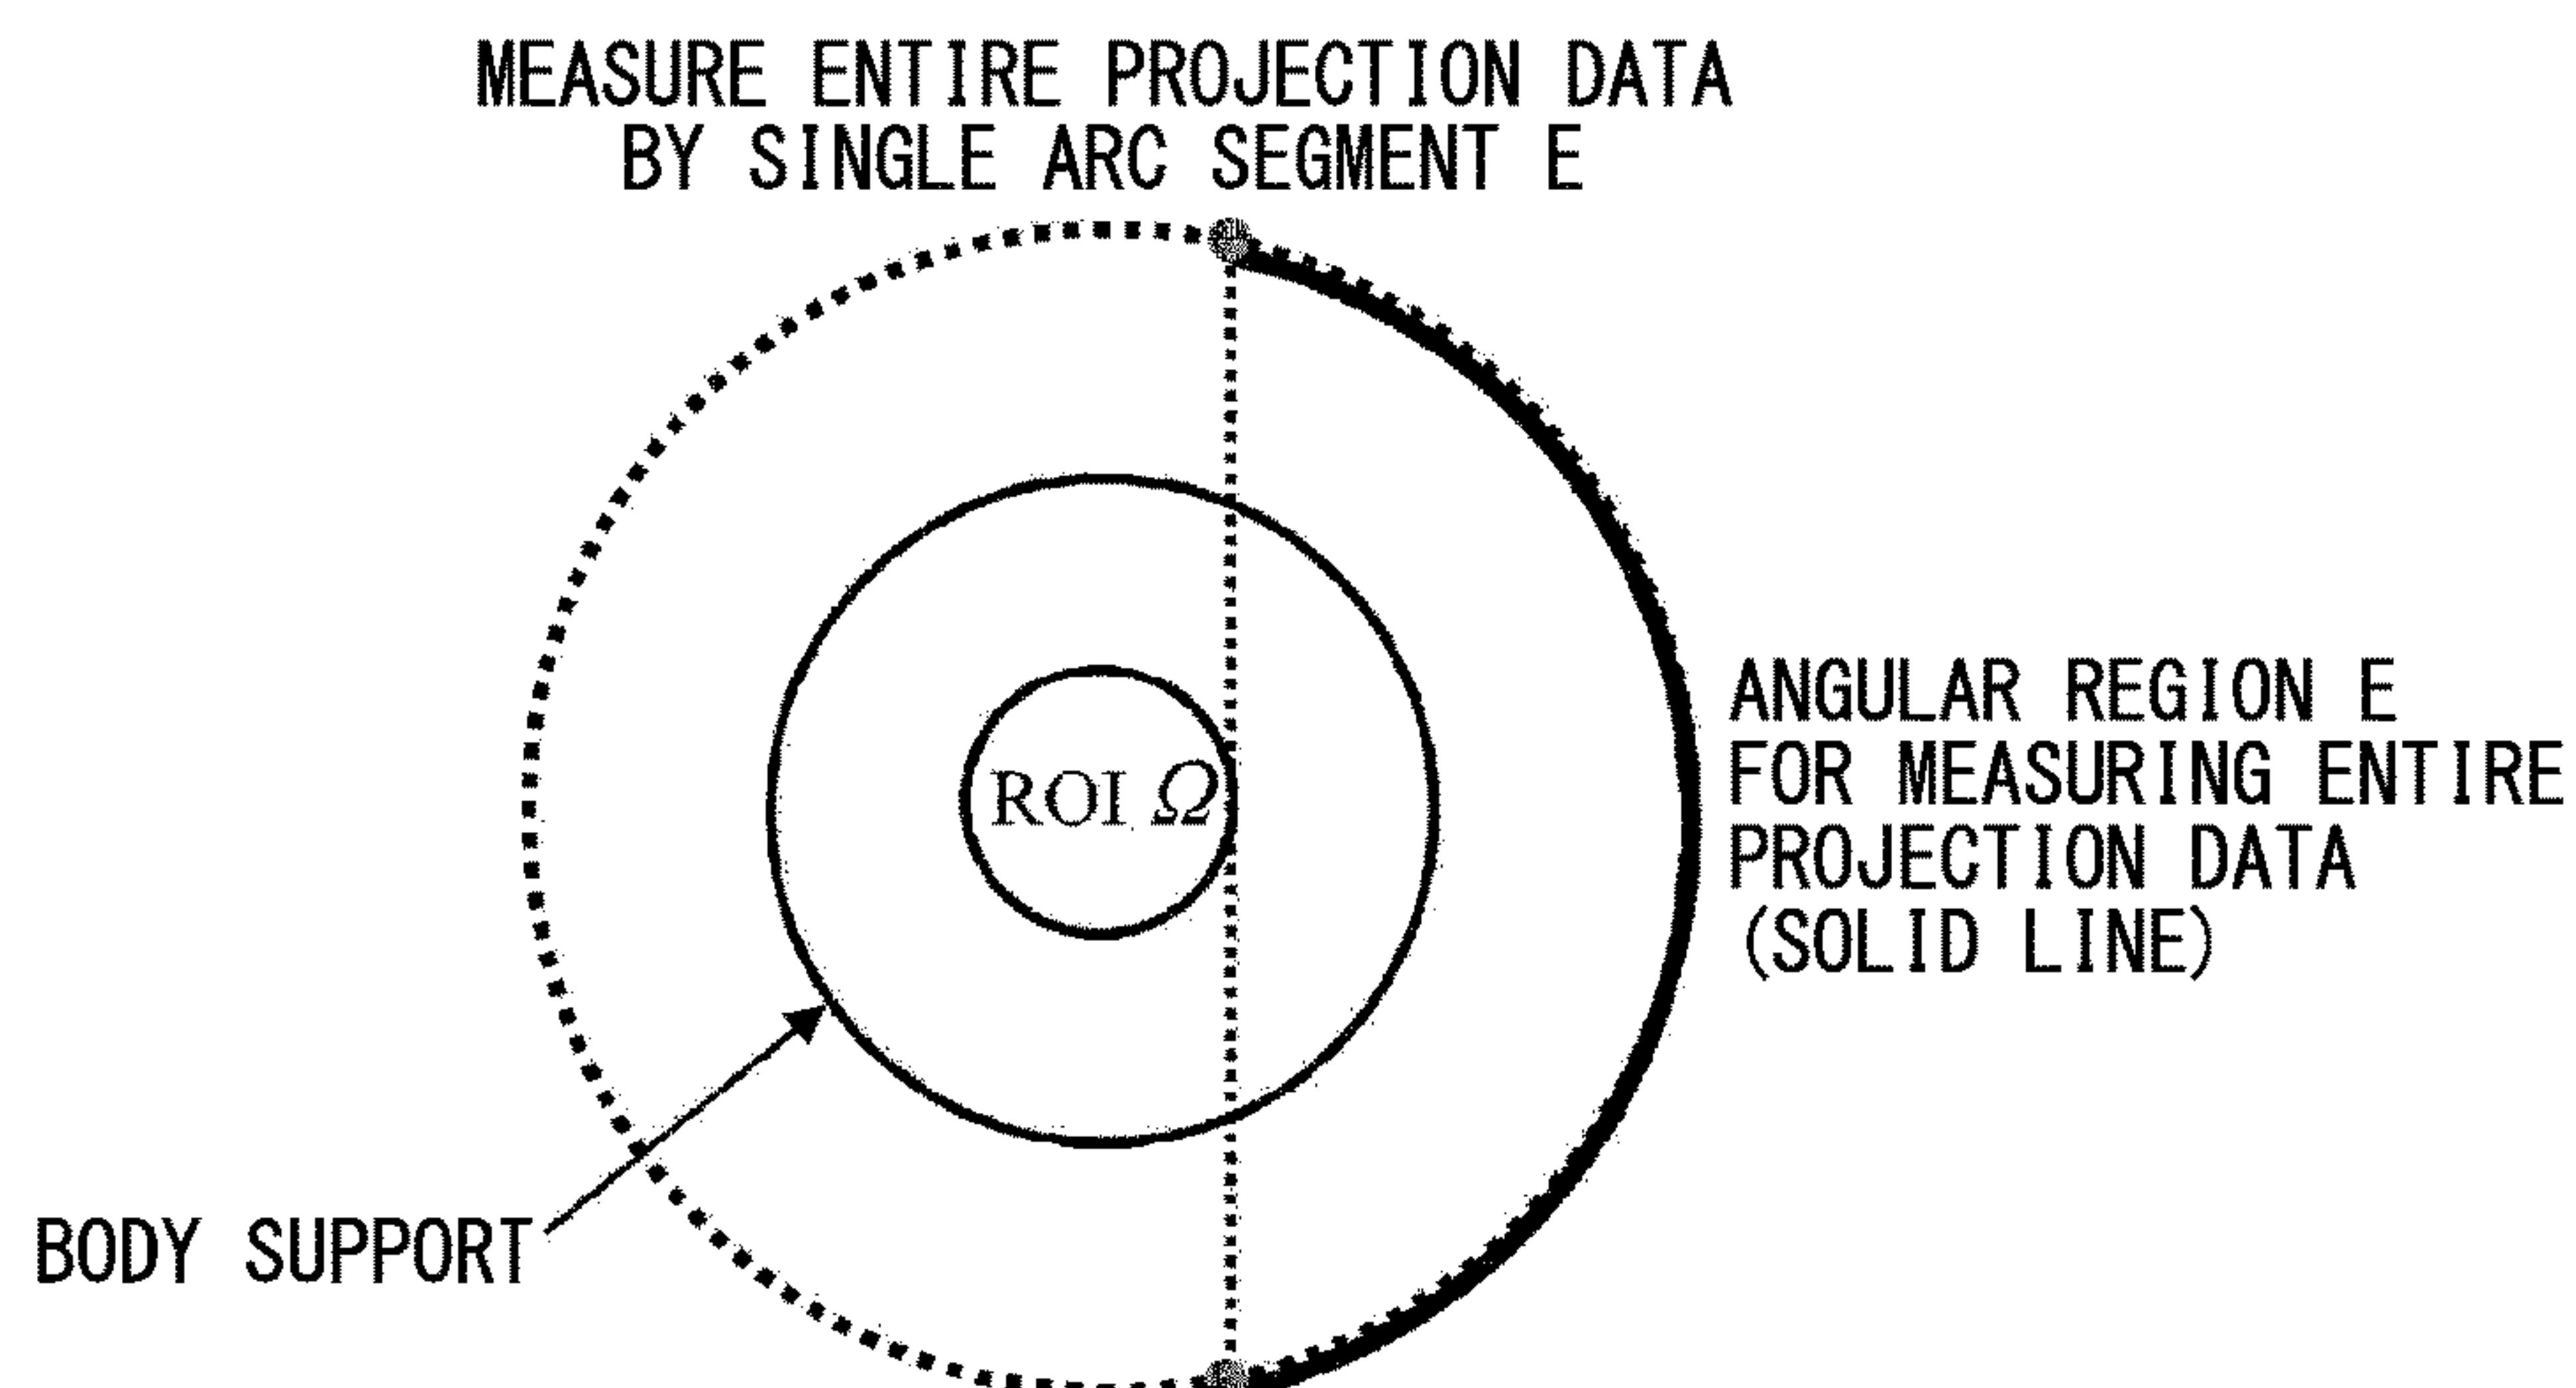 MEASURE ENTIRE PROJECTION DATA
BY SINGLE ARC SEGMENT E
ROI Ω
ANGULAR REGION E
FOR MEASURING ENTIRE
PROJECTION DATA
(SOLID LINE)
BODY SUPPORT